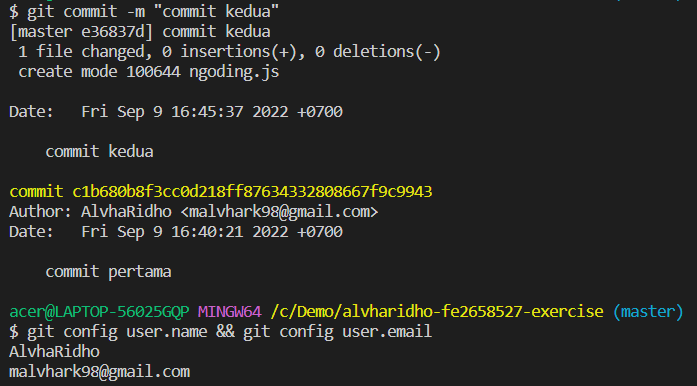 $ git commit -m "commit kedua"
[master e36837d] commit kedua
 1 file changed, 0 insertions(+), 0 deletions(-)
 create mode 100644 ngoding.js
Date:   Fri Sep 9 16:45:37 2022 +0700
    commit kedua
commit c1b680b8f3cc0d218ff87634332808667f9c9943
Author: AlvhaRidho <malvhark98@gmail.com>
Date:   Fri Sep 9 16:40:21 2022 +0700
    commit pertama
acer@LAPTOP-56025GQP MINGW64 /c/Demo/alvharidho-fe2658527-exercise (master)
$ git config user.name && git config user.email
AlvhaRidho
malvhark98@gmail.com